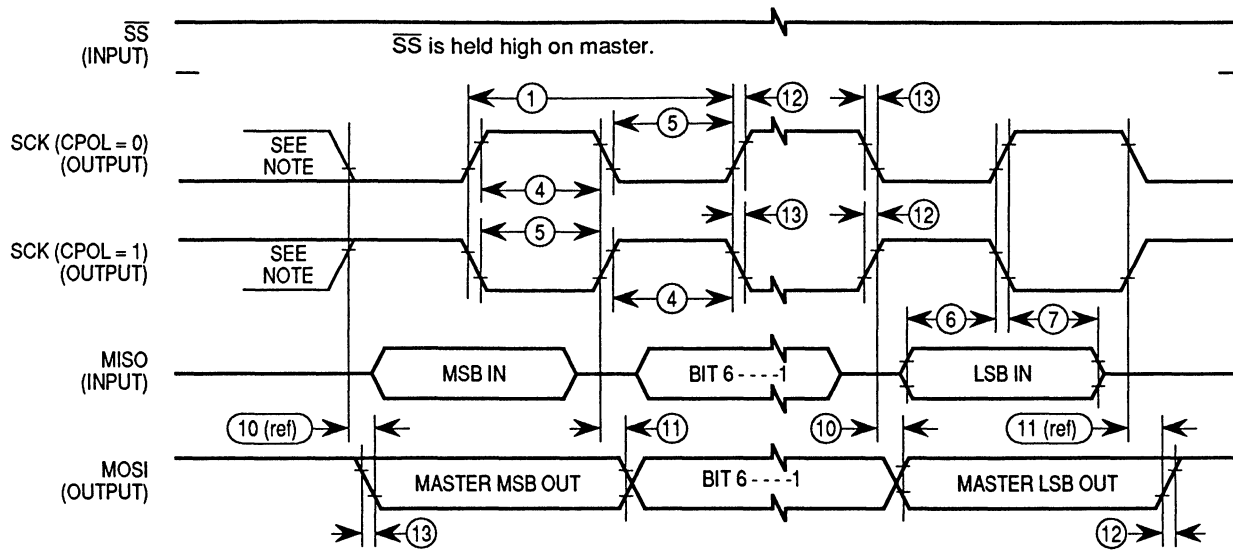 SS
(INPUT)
SS is held high on master.
1
12
13
5
SCK (CPOL = 0)
(OUTPUT)
SEE
NOTE
4
5
13
12
SCK (CPOL = 1)
(OUTPUT)
SEE
NOTE
4
6
7
MISO
(INPUT)
MSB IN
BIT 6 - - - - 1
LSB IN
10 (ref)
11
10
11 (ref)
MOSI
(OUTPUT)
MASTER MSB OUT
BIT 6 - - - - 1
MASTER LSB OUT
13
12